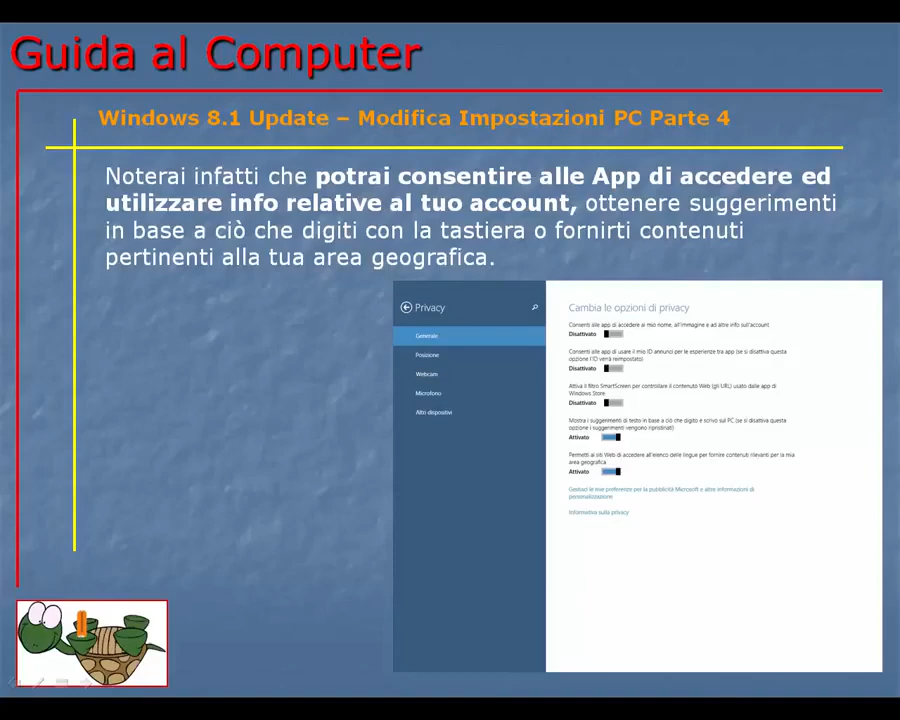 Guida al Computer
Windows 8.1 Update – Modifica Impostazioni PC Parte 4
Noterai infatti che potrai consentire alle App di accedere ed
utilizzare info relative al tuo account, ottenere suggerimenti
in base a ciò che digiti con la tastiera o fornirti contenuti
pertinenti alla tua area geografica.
Privacy
Generale
Posizione
Webcam
Microfono
Altri dispositivi
Cambia le opzioni di privacy
Consenti alle app di accedere al mio nome, all'immagine e ad altre info sull'account
Disattivato
Consenti alle app di usare il mio ID annunci per le esperienze tra app (se si disattiva questa
opzione l'ID verrà reimpostato)
Disattivato
Attiva il filtro SmartScreen per controllare il contenuto Web (gli URL) usato dalle app di
Windows Store
Disattivato
Mostra i suggerimenti di testo in base a ciò che digito e scrivo sul PC (se si disattiva questa
opzione i suggerimenti vengono ripristinati)
Attivato
Permetti ai siti Web di accedere all'elenco delle lingue per fornire contenuti rilevanti per la mia
area geografica
Attivato
Gestisci le mie preferenze per la pubblicità Microsoft e altre informazioni di
personalizzazione
Informativa sulla privacy